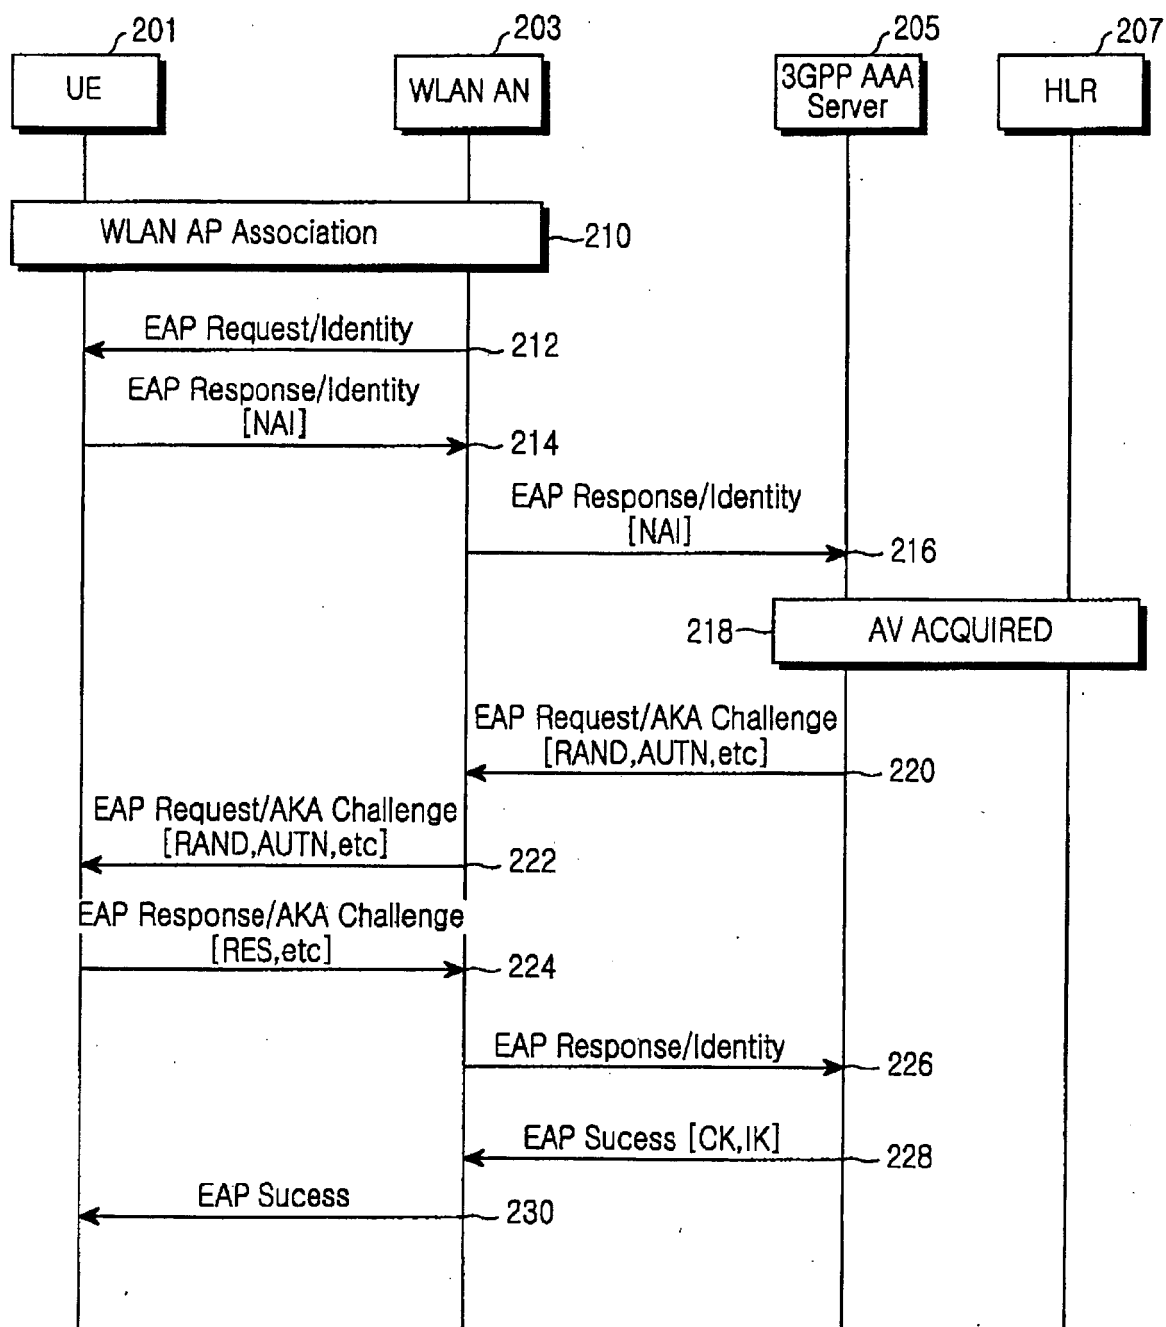 201
203
205
207
UE
WLAN AN
3GPP AAA
Server
HLR
WLAN AP Association
210
EAP Request/Identity
212
EAP Response/Identity
[NAI]
214
EAP Response/Identity
[NAI]
216
218
AV ACQUIRED
EAP Request/AKA Challenge
[RAND,AUTN,etc]
220
EAP Request/AKA Challenge
[RAND,AUTN,etc]
222
EAP Response/AKA Challenge
[RES,etc]
224
EAP Response/Identity
226
EAP Sucess [CK,IK]
228
EAP Sucess
230